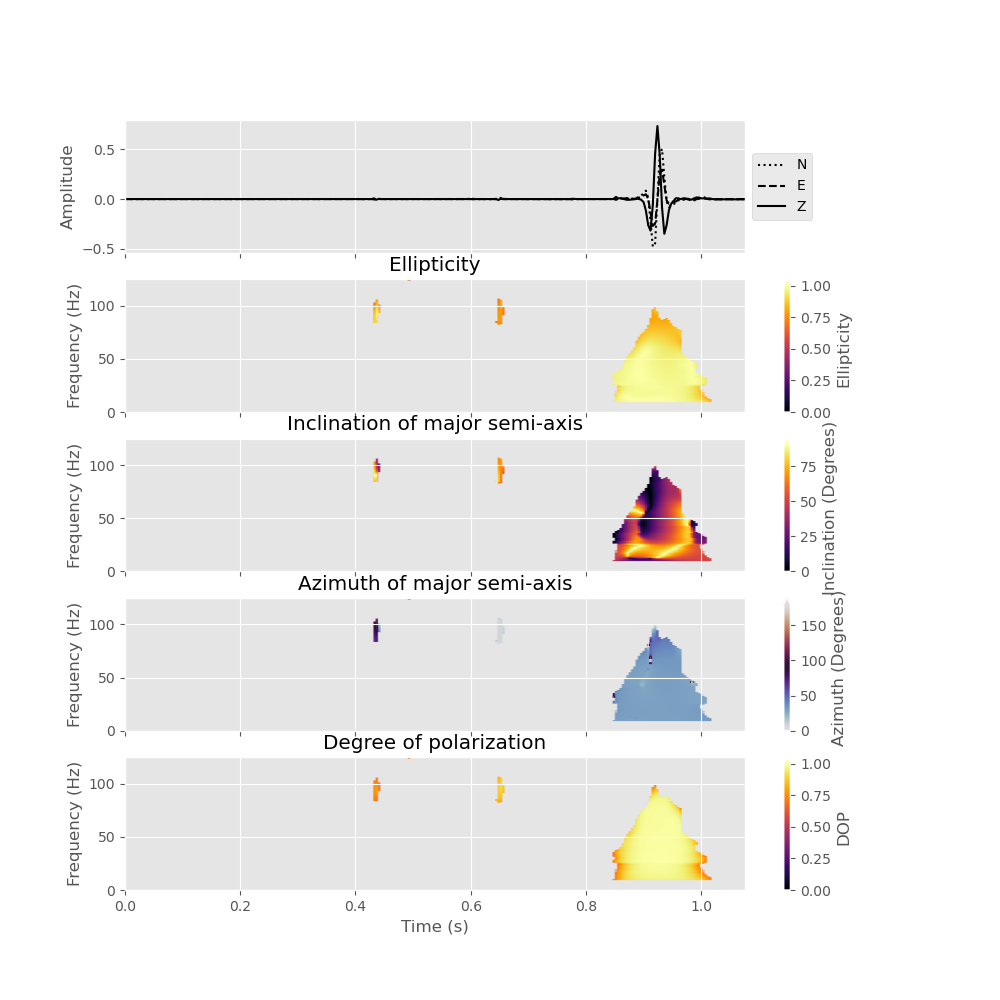 Amplitude
0.5
0.0
−0.5
N
E
Z
Ellipticity
Frequency (Hz)
100
50
0
1.00
0.75
0.50
0.25
0.00
Ellipticity
Inclination of major semi-axis
Frequency (Hz)
100
50
0
75
50
25
0
Inclination (Degrees)
Azimuth of major semi-axis
Frequency (Hz)
100
50
0
150
100
50
0
Azimuth (Degrees)
Degree of polarization
Frequency (Hz)
100
50
0
1.00
0.75
0.50
0.25
0.00
DOP
0.0 0.2 0.4 0.6 0.8 1.0
Time (s)